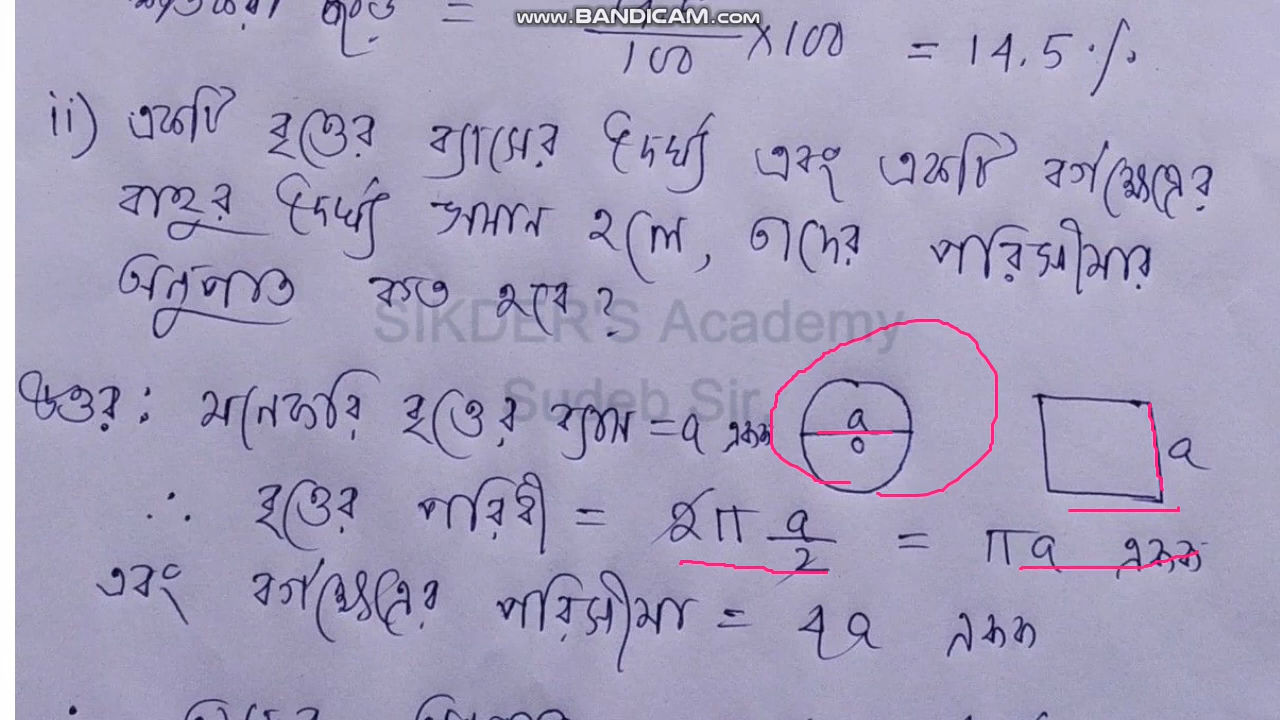 www.BANDICAM.com
100 ×100 = 14.5%
ii) একটি বৃত্তের ব্যাসের দৈর্ঘ্য এবং একটি বর্গক্ষেত্রের
বাহুর দৈর্ঘ্য সমান হলে, তাদের পরিসীমার
অনুপাত কত হবে?
SIKDER'S Academy
Sudeb Sir.
উত্তর: মনেকরি বৃত্তের ব্যাস = a একক
a
o
a
∴ বৃত্তের পরিধী = 2π a/2 = πa একক
এবং বর্গক্ষেত্রের পরিসীমা = 4a একক